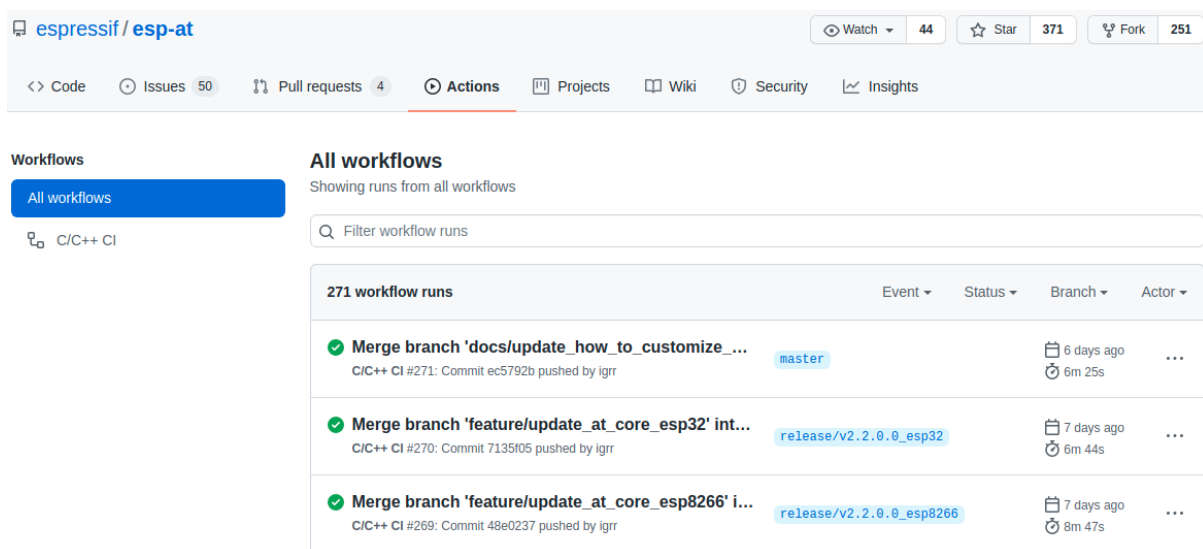 espressif / esp-at
Watch 44 Star 371 Fork 251
Code Issues 50 Pull requests 4 Actions Projects Wiki Security Insights
Workflows
All workflows
C/C++ CI
All workflows
Showing runs from all workflows
Filter workflow runs
271 workflow runs Event Status Branch Actor
Merge branch 'docs/update_how_to_customize_...
C/C++ CI #271: Commit ec5792b pushed by igrr
master
6 days ago
6m 25s
Merge branch 'feature/update_at_core_esp32' int...
C/C++ CI #270: Commit 7135f05 pushed by igrr
release/v2.2.0.0_esp32
7 days ago
6m 44s
Merge branch 'feature/update_at_core_esp8266' i...
C/C++ CI #269: Commit 48e0237 pushed by igrr
release/v2.2.0.0_esp8266
7 days ago
8m 47s